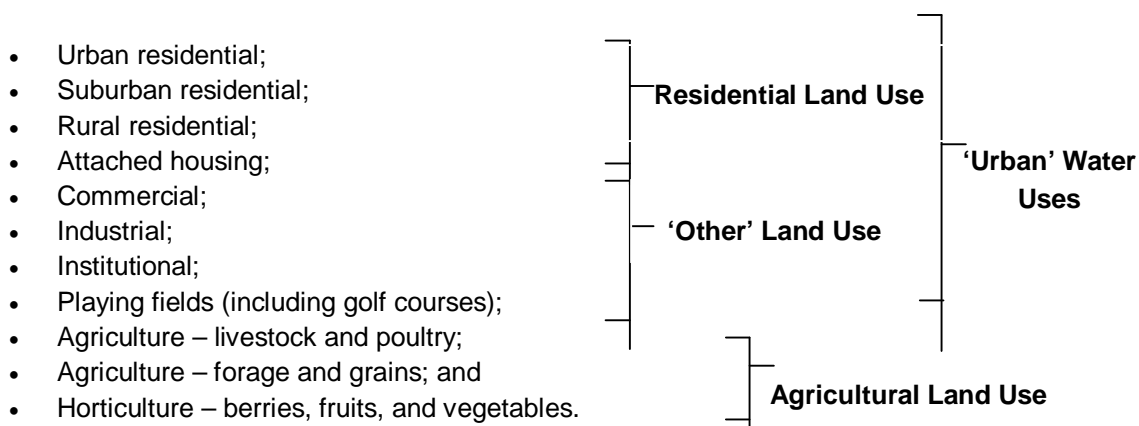 • Urban residential;
• Suburban residential;
• Rural residential;
• Attached housing;
• Commercial;
• Industrial;
• Institutional;
• Playing fields (including golf courses);
• Agriculture – livestock and poultry;
• Agriculture – forage and grains; and
• Horticulture – berries, fruits, and vegetables.
Residential Land Use
‘Other’ Land Use
Agricultural Land Use
‘Urban’ Water
Uses